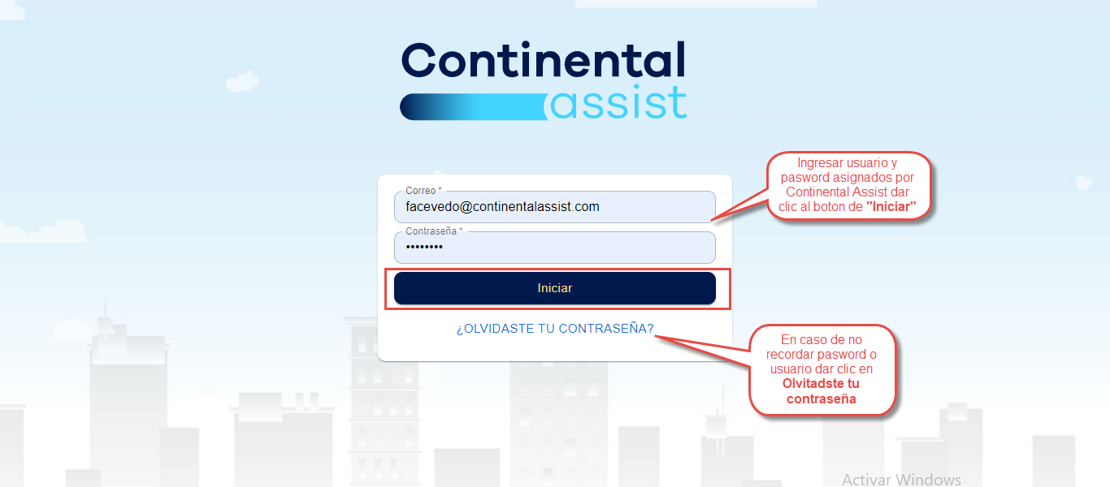 Continental
assist
Ingresar usuario y
pasword asignados por
Continental Assist dar
clic al boton de "Iniciar"
Correo *
facevedo@continentalassist.com
Contraseña *
••••••••
Iniciar
¿OLVIDASTE TU CONTRASEÑA?
En caso de no
recordar pasword o
usuario dar clic en
Olvitadste tu
contraseña
Activar Windows